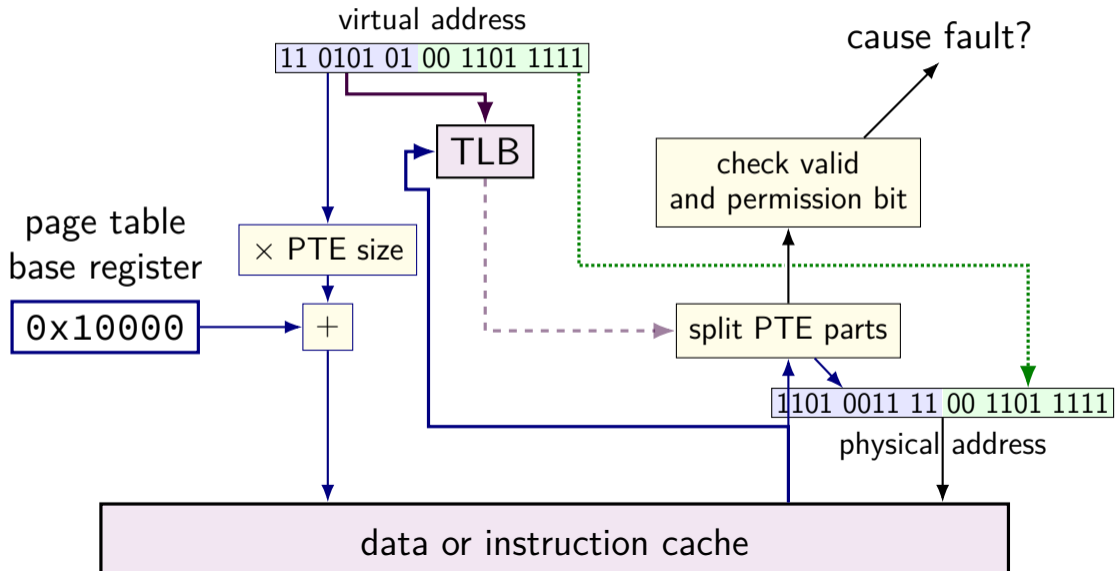 virtual address
11 0101 01 00 1101 1111
cause fault?
TLB
check valid
and permission bit
page table
base register
× PTE size
0x10000
+
split PTE parts
1101 0011 11 00 1101 1111
physical address
data or instruction cache